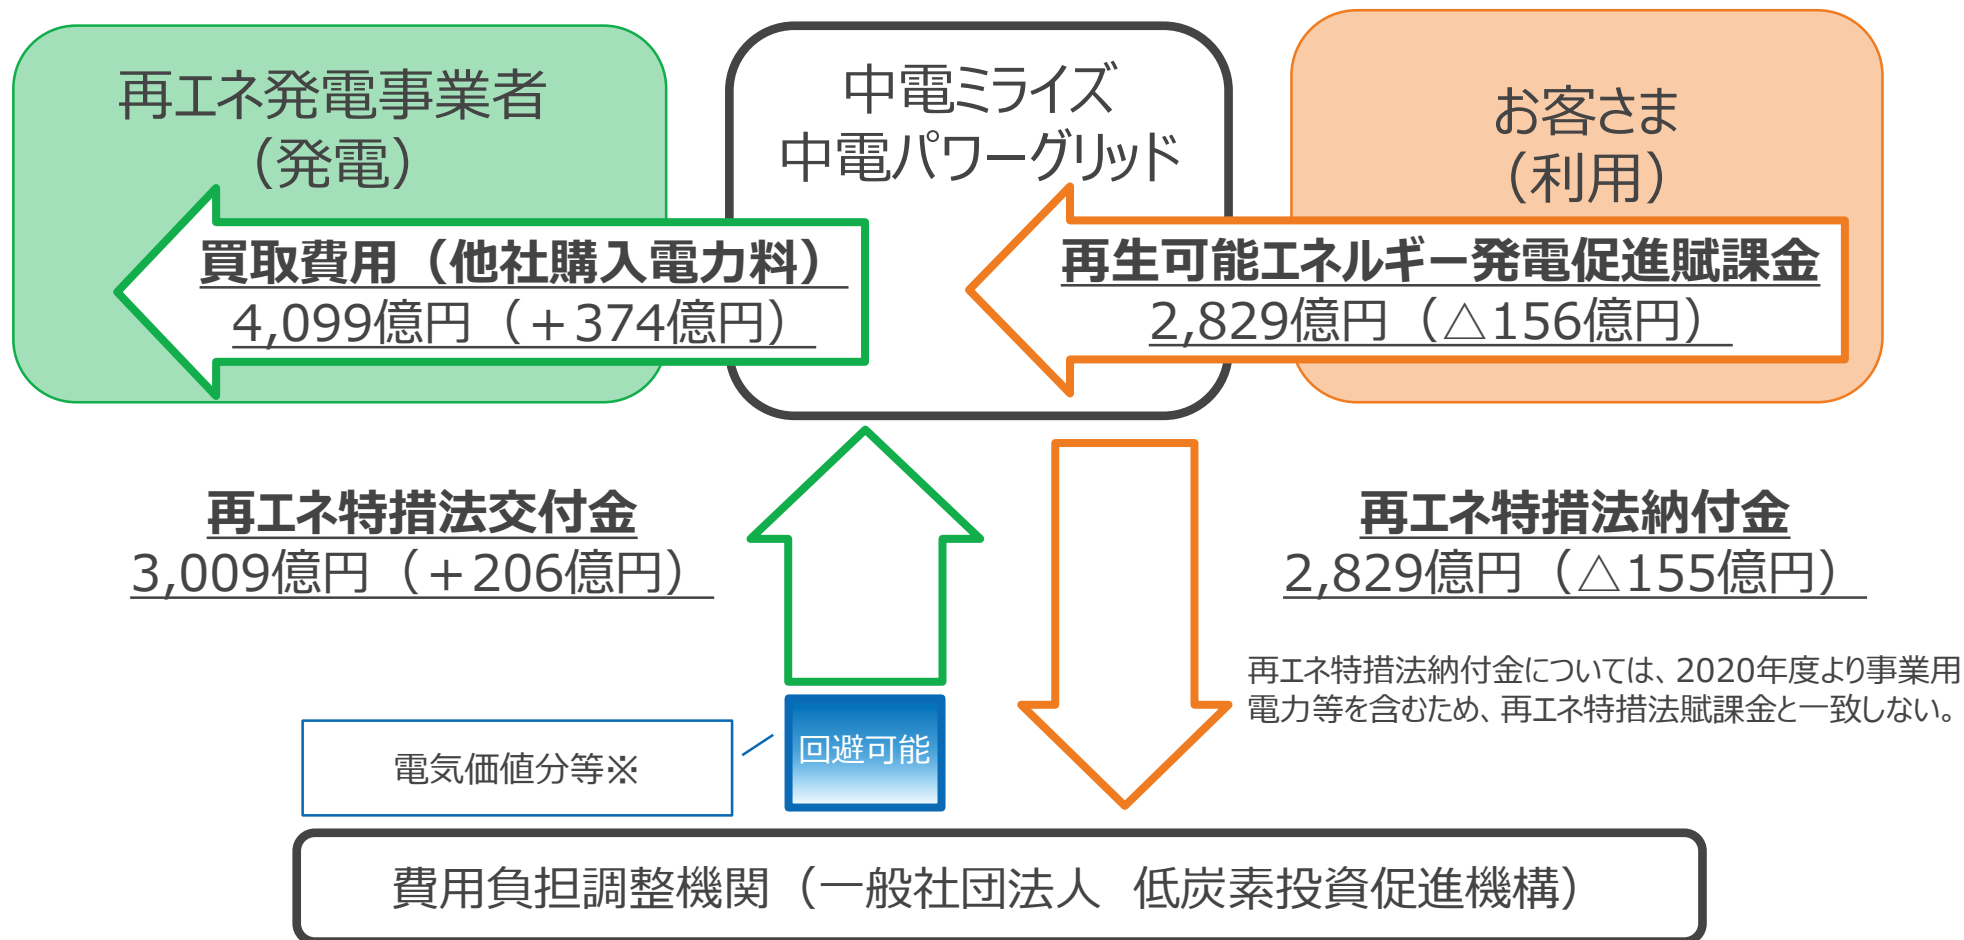 再エネ発電事業者
（発電）
中電ミライズ
中電パワーグリッド
お客さま
（利用）
買取費用（他社購入電力料）
4,099億円（＋374億円）
再生可能エネルギー発電促進賦課金
2,829億円（△156億円）
再エネ特措法交付金
3,009億円（＋206億円）
再エネ特措法納付金
2,829億円（△155億円）
再エネ特措法納付金については、2020年度より事業用
電力等を含むため、再エネ特措法賦課金と一致しない。
電気価値分等※
回避可能
費用負担調整機関（一般社団法人　低炭素投資促進機構）